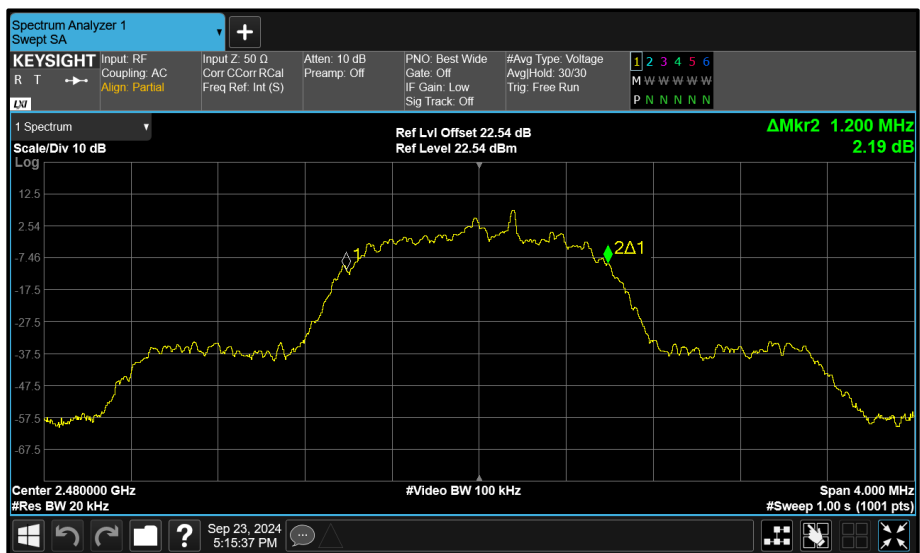 Spectrum Analyzer 1
Swept SA
+
KEYSIGHT
R T
LXI
Input: RF
Coupling: AC
Align: Partial
Input Z: 50 Ω
Corr CCorr RCal
Freq Ref: Int (S)
Atten: 10 dB
Preamp: Off
PNO: Best Wide
Gate: Off
IF Gain: Low
Sig Track: Off
#Avg Type: Voltage
Avg|Hold: 30/30
Trig: Free Run
1 2 3 4 5 6
M W W W W W
P N N N N N
1 Spectrum
Scale/Div 10 dB
Ref Lvl Offset 22.54 dB
Ref Level 22.54 dBm
ΔMkr2 1.200 MHz
2.19 dB
Log
12.5
2.54
-7.46
-17.5
-27.5
-37.5
-47.5
-57.5
-67.5
1
2Δ1
Center 2.480000 GHz
#Res BW 20 kHz
#Video BW 100 kHz
Span 4.000 MHz
#Sweep 1.00 s (1001 pts)
?
Sep 23, 2024
5:15:37 PM